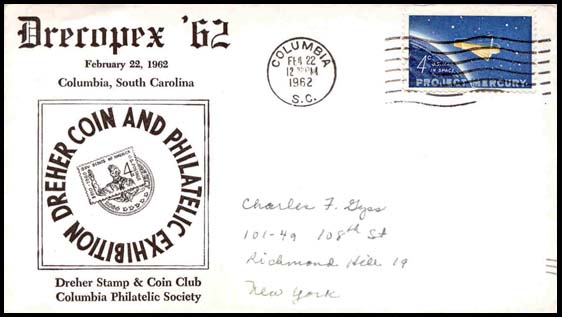 Drecopex '62
February 22, 1962
Columbia, South Carolina
DREHER COIN AND PHILATELIC EXHIBITION
4
Dreher Stamp & Coin Club
Columbia Philatelic Society
COLUMBIA
FEB 22
1962
S.C.
4¢
IN SPACE
PROJECT MERCURY
Charles F.
101-49 108th St
Richmond Hill 19
New York